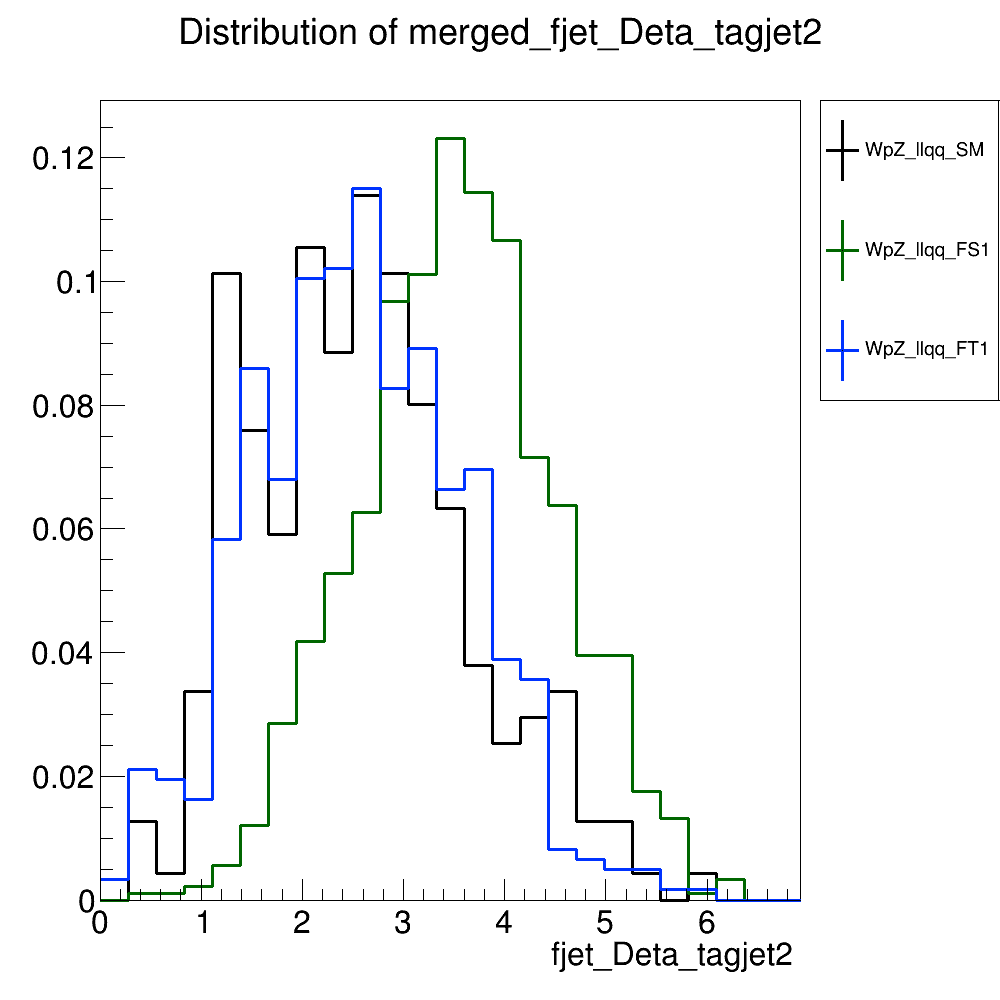 Distribution of merged_fjet_Deta_tagjet2
WpZ_llqq_SM
WpZ_llqq_FS1
WpZ_llqq_FT1
0.12
0.1
0.08
0.06
0.04
0.02
0
0 1 2 3 4 5 6
fjet_Deta_tagjet2